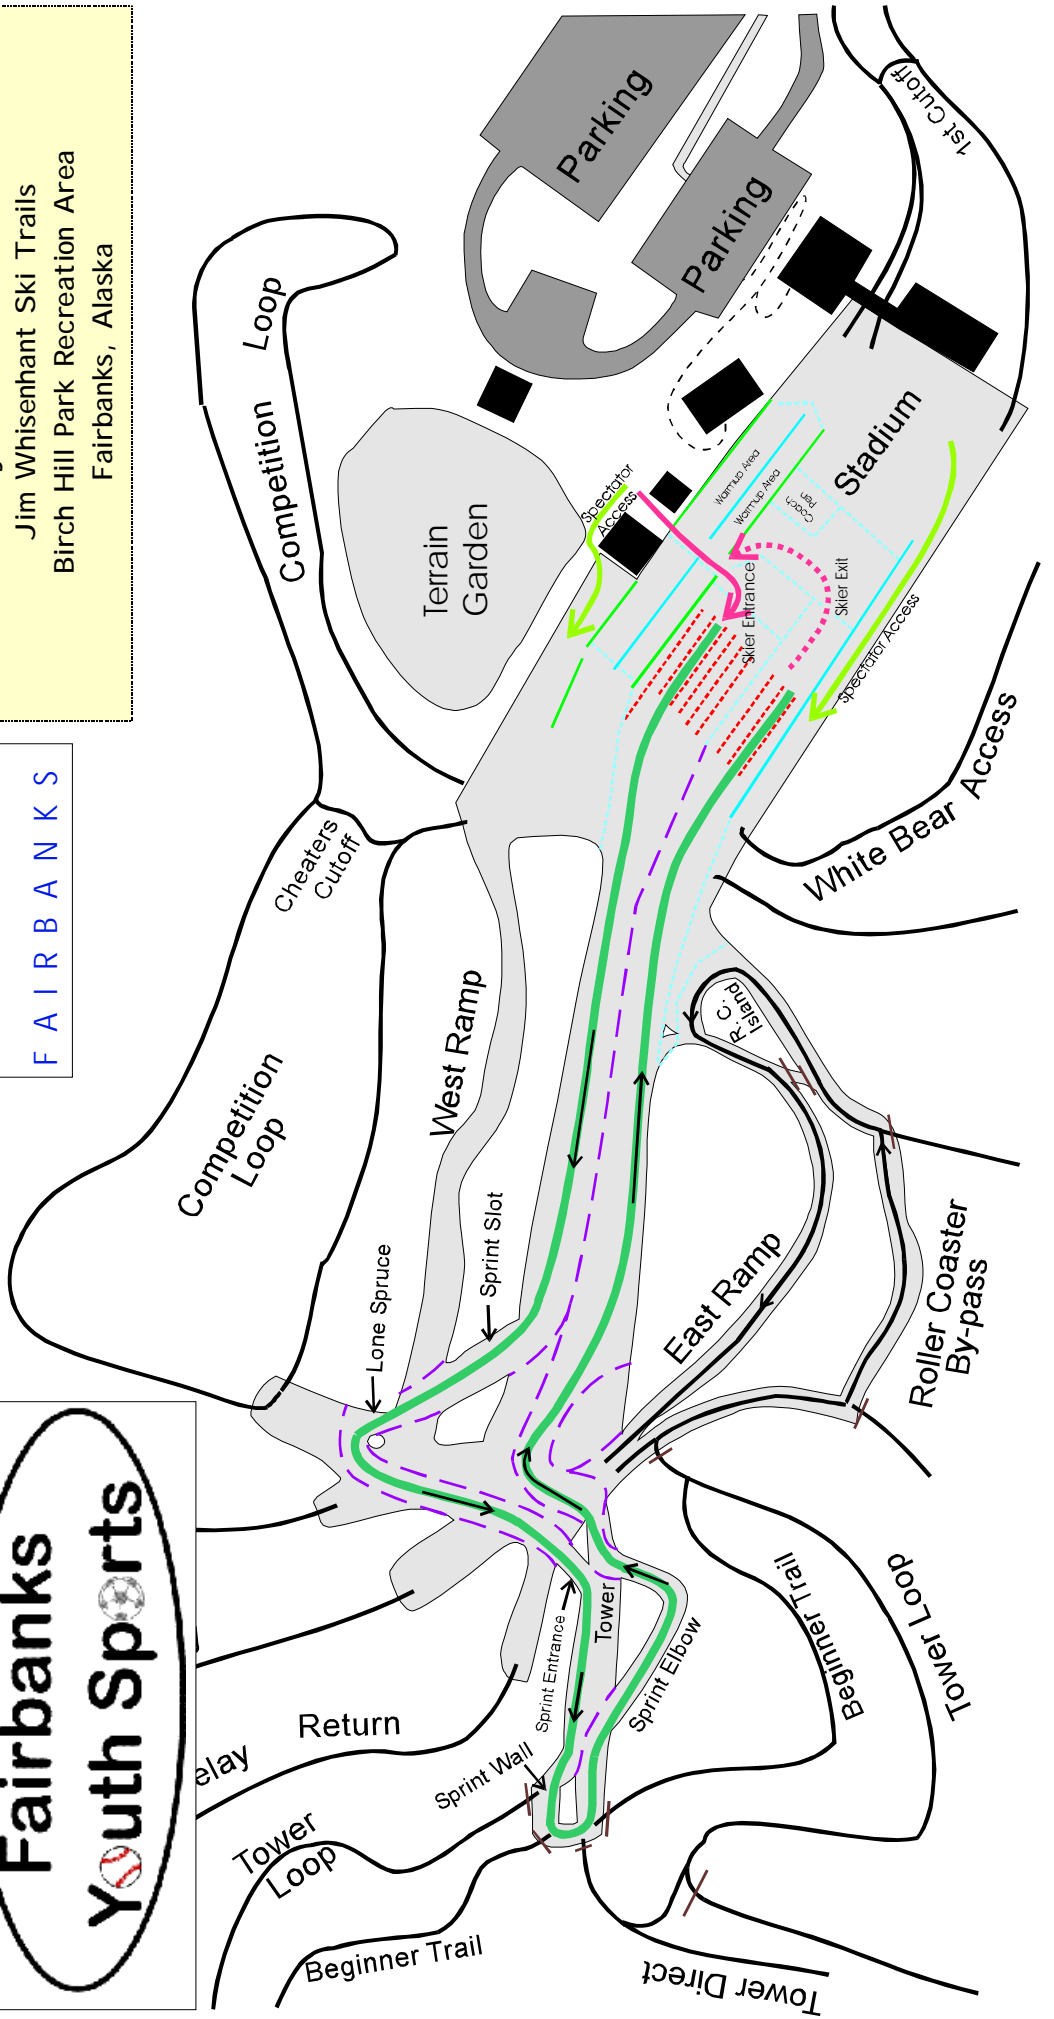 Jim Whisenhant Ski Trails
Birch Hill Park Recreation Area
Fairbanks, Alaska
FAIRBANKS
Fairbanks
Youth Sports
Parking
Parking
1st Cutoff
Loop
Competition
Terrain
Garden
Spectator
Access
Warmup Area
Warmup Area
Coach
Pen
Stadium
Skier Entrance
Skier Exit
Spectator Access
White Bear Access
Cheaters
Cutoff
West Ramp
Competition
Loop
R. C.
Island
Sprint Slot
Lone Spruce
East Ramp
Roller Coaster
By-pass
Sprint Entrance
Tower
Sprint Elbow
Beginner Trail
Tower Loop
Return
elay
Sprint Wall
Tower
Loop
Beginner Trail
Tower Direct